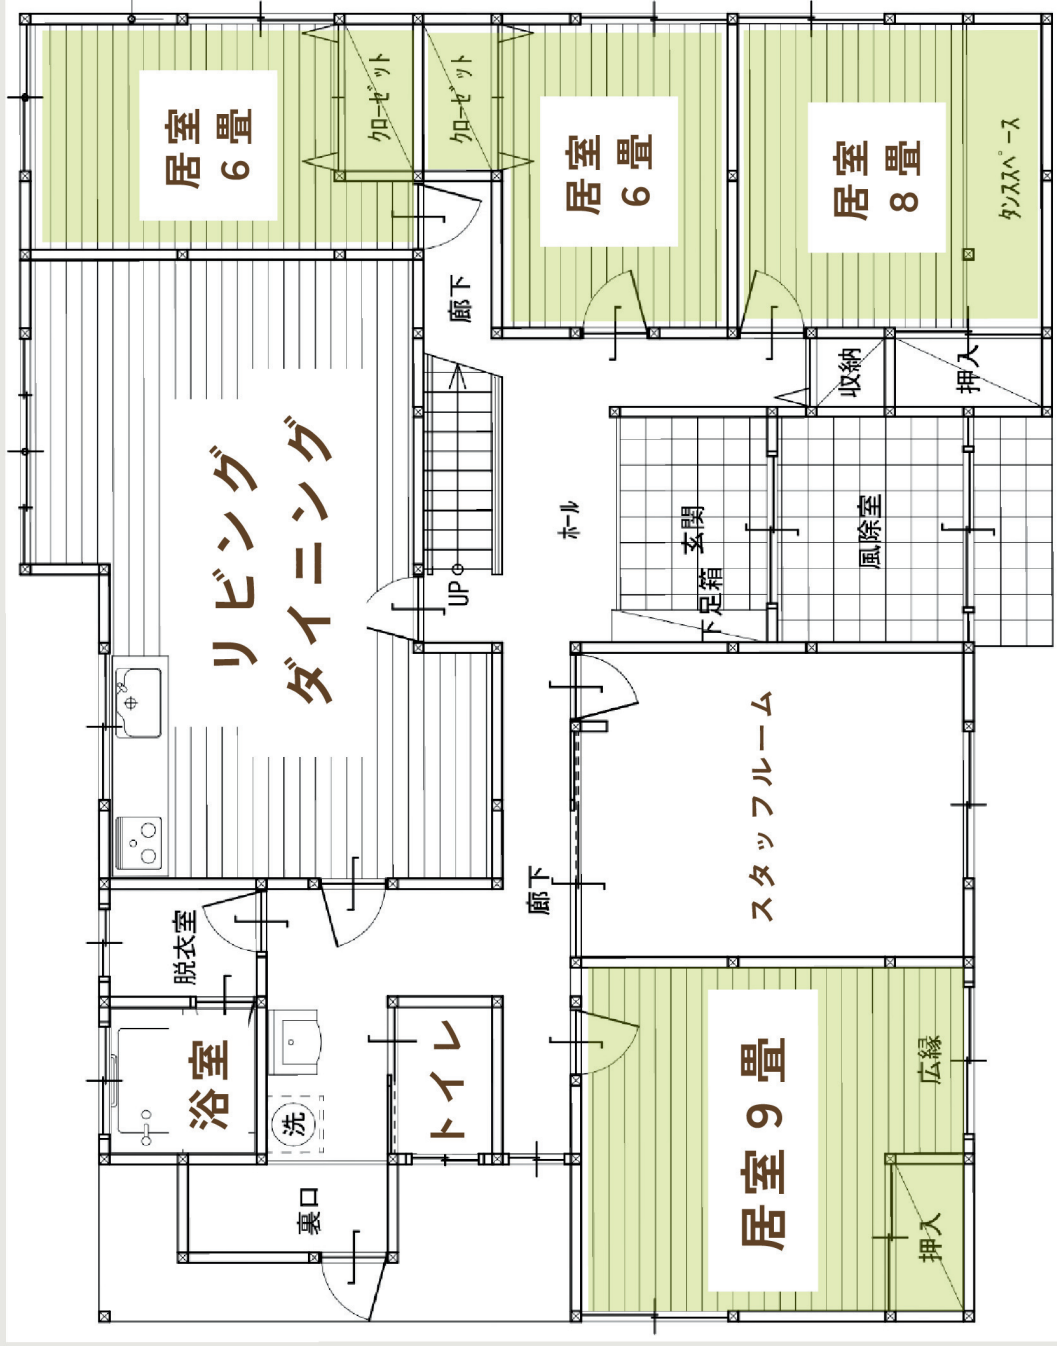 居室
6畳
クローゼット
クローゼット
居室
6畳
居室
8畳
タンススペース
廊下
収納
押入
リビング
ダイニング
UP
ホール
玄関
下足箱
風除室
スタッフルーム
廊下
脱衣室
浴室
洗
トイレ
裏口
居室9畳
広縁
押入